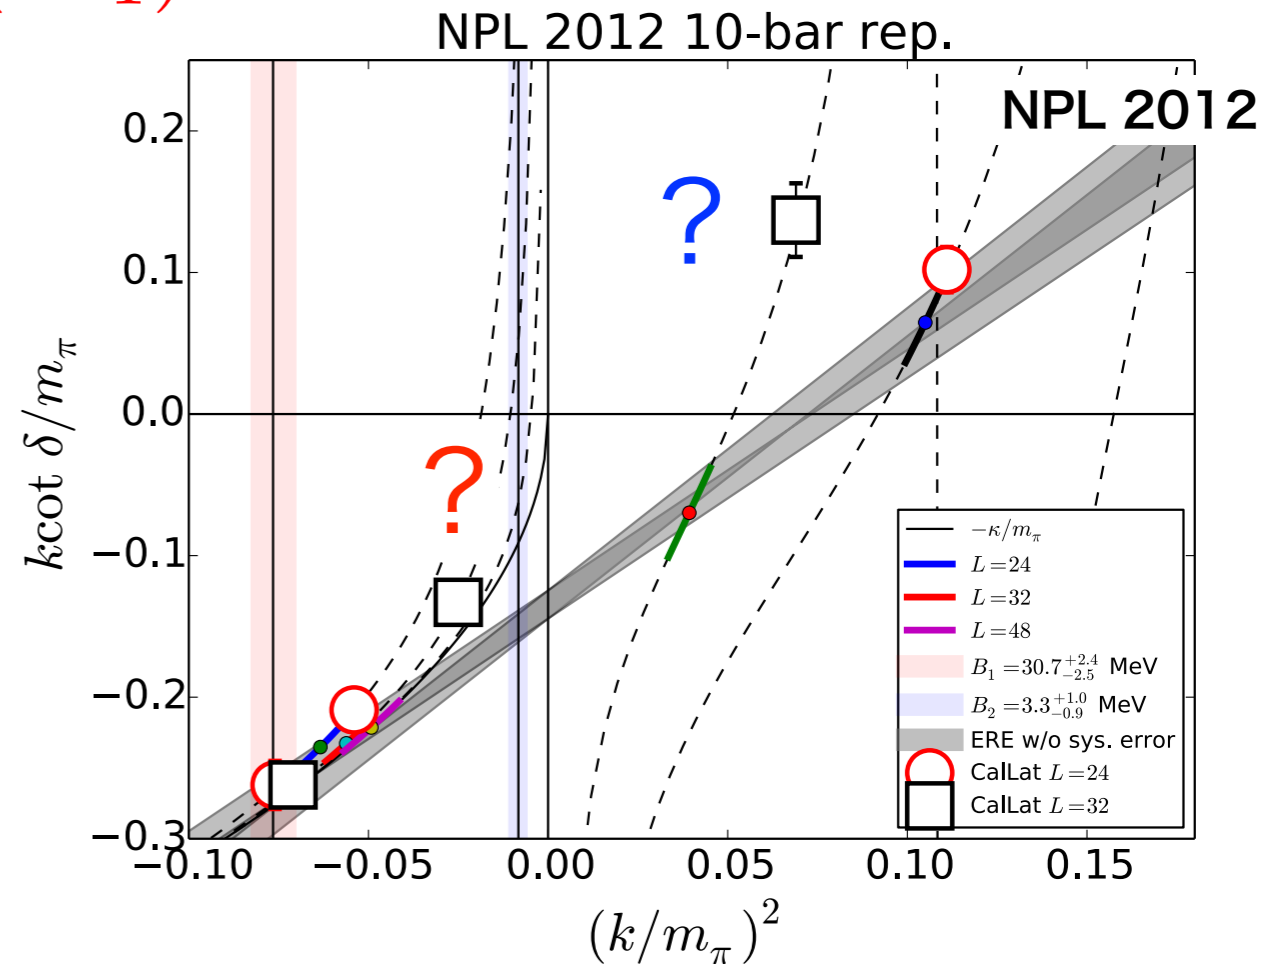 NPL 2012 10-bar rep.
NPL 2012
0.2
0.1
0.0
−0.1
−0.2
−0.3
?
?
kcot δ/m_π
−κ/m_π
L=24
L=32
L=48
B₁=30.7^{+2.4}_{−2.5} MeV
B₂=3.3^{+1.0}_{−0.9} MeV
ERE w/o sys. error
CalLat L=24
CalLat L=32
−0.10 −0.05 0.00 0.05 0.10 0.15
(k/m_π)²